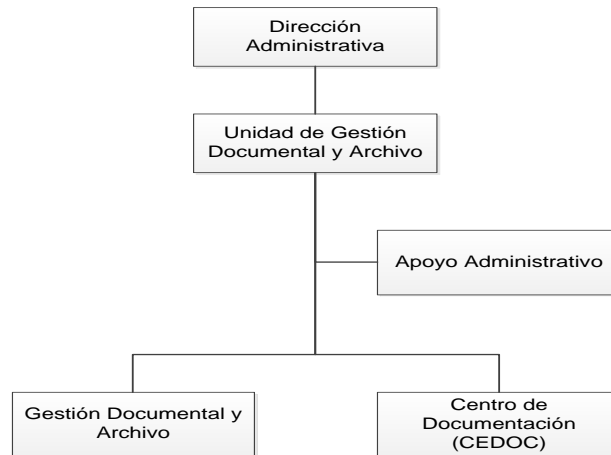 Dirección
Administrativa
Unidad de Gestión
Documental y Archivo
Apoyo Administrativo
Gestión Documental y
Archivo
Centro de
Documentación
(CEDOC)